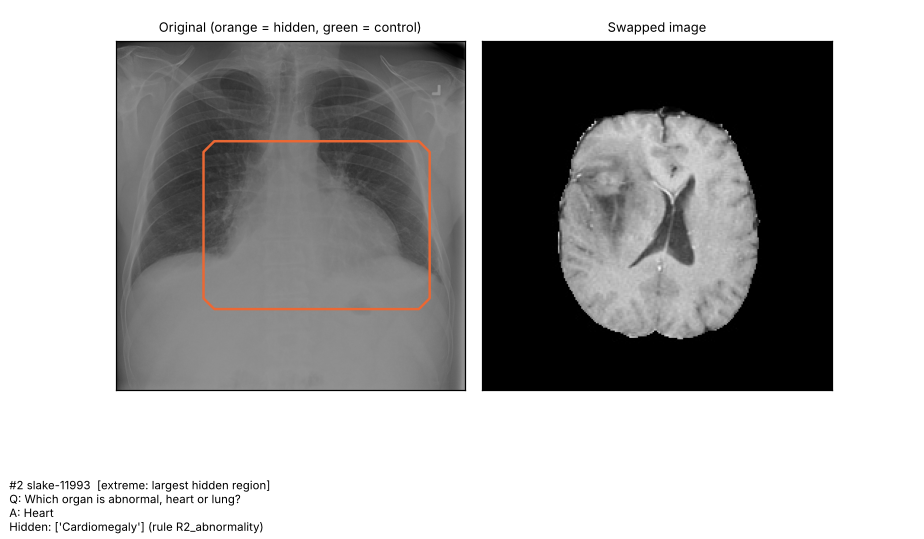 Original (orange = hidden, green = control)
Swapped image
L
#2 slake-11993 [extreme: largest hidden region]
Q: Which organ is abnormal, heart or lung?
A: Heart
Hidden: ['Cardiomegaly'] (rule R2_abnormality)